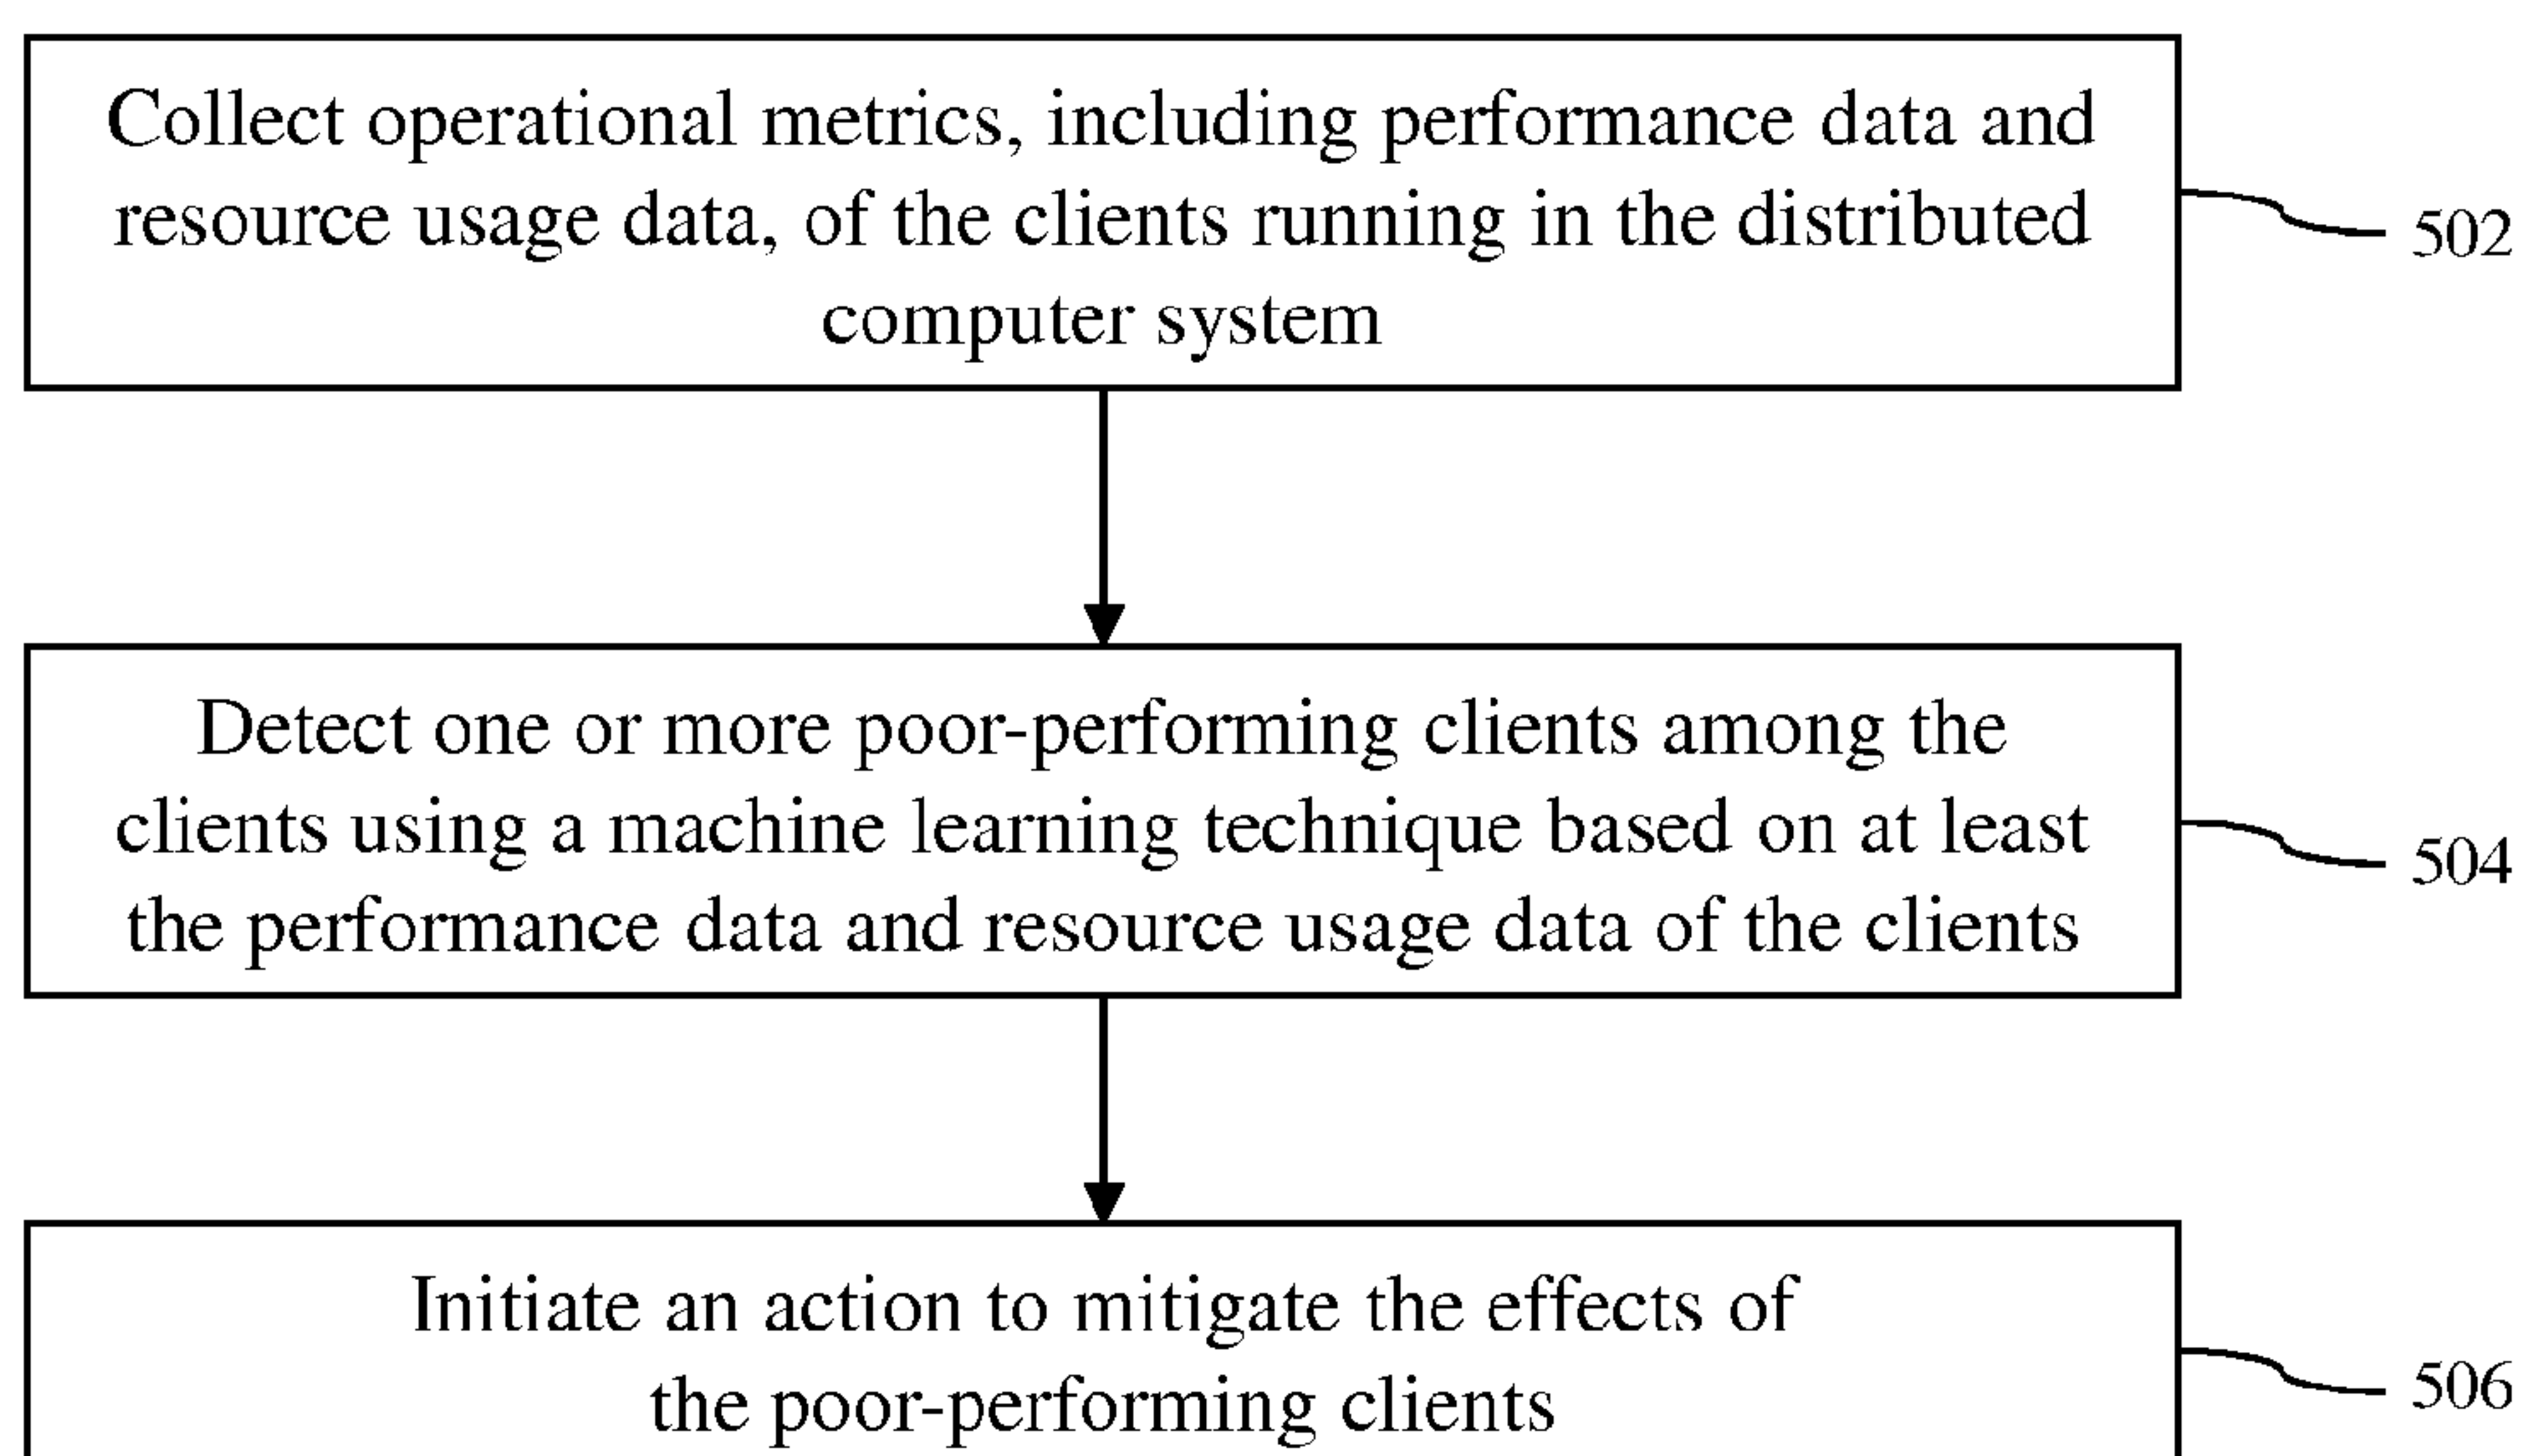 Collect operational metrics, including performance data and
resource usage data, of the clients running in the distributed
computer system
502
Detect one or more poor-performing clients among the
clients using a machine learning technique based on at least
the performance data and resource usage data of the clients
504
Initiate an action to mitigate the effects of
the poor-performing clients
506